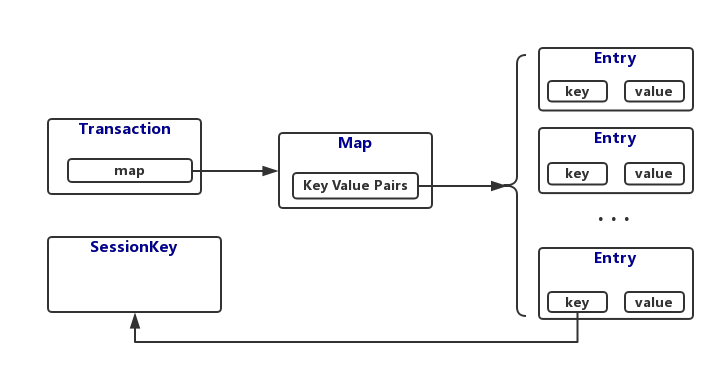 Transaction
map
SessionKey
Map
Key Value Pairs
Entry
key value
Entry
key value
. . .
Entry
key value